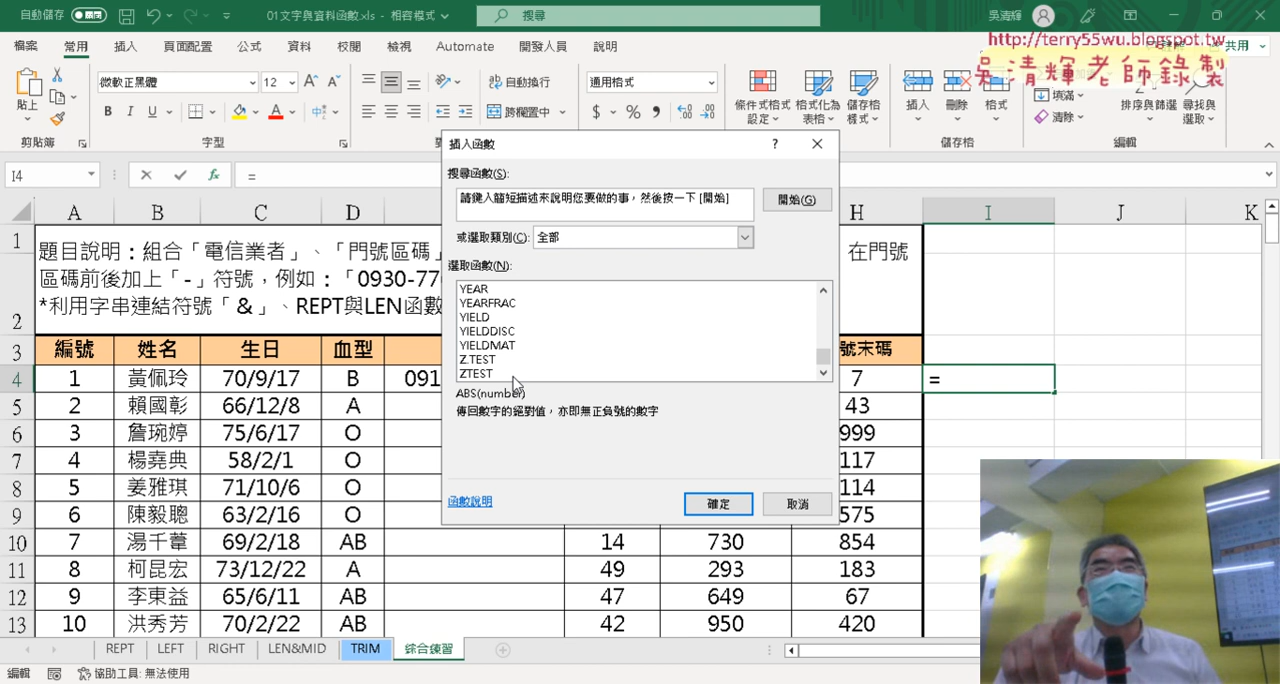 自動儲存 關閉 01文字與資料函數.xls - 相容模式 搜尋 吳清輝
檔案 常用 插入 頁面配置 公式 資料 校閱 檢視 Automate 開發人員 說明 共用
http://terry55wu.blogspot.tw
吳清輝老師錄製
貼上 微軟正黑體 12 自動換行 通用格式 填滿
B I U 跨欄置中 $ % 條件式格式設定 格式化為表格 儲存格樣式 插入 刪除 格式 清除 排序與篩選 尋找與選取
剪貼簿 字型 儲存格 編輯
I4 fx =
插入函數 ? ×
搜尋函數(S):
請鍵入簡短描述來說明您要做的事，然後按一下 [開始] 開始(G)
或選取類別(C): 全部
選取函數(N):
YEAR
YEARFRAC
YIELD
YIELDDISC
YIELDMAT
Z.TEST
ZTEST
ABS(number)
傳回數字的絕對值，亦即無正負號的數字
函數說明 確定 取消
A B C D H I J K
1 題目說明：組合「電信業者」、「門號區碼」 在門號
區碼前後加上「-」符號，例如：「0930-77
2 *利用字串連結符號「&」、REPT與LEN函數
3 編號 姓名 生日 血型 號末碼
4 1 黃佩玲 70/9/17 B 091 7 =
5 2 賴國彰 66/12/8 A 43
6 3 詹琬婷 75/6/17 O 999
7 4 楊堯典 58/2/1 O 117
8 5 姜雅琪 71/10/6 O 114
9 6 陳毅聰 63/2/16 O 575
10 7 湯千葦 69/2/18 AB 14 730 854
11 8 柯昆宏 73/12/22 A 49 293 183
12 9 李東益 65/6/11 AB 47 649 67
13 10 洪秀芳 70/2/22 AB 42 950 420
REPT LEFT RIGHT LEN&MID TRIM 綜合練習
編輯 協助工具: 無法使用